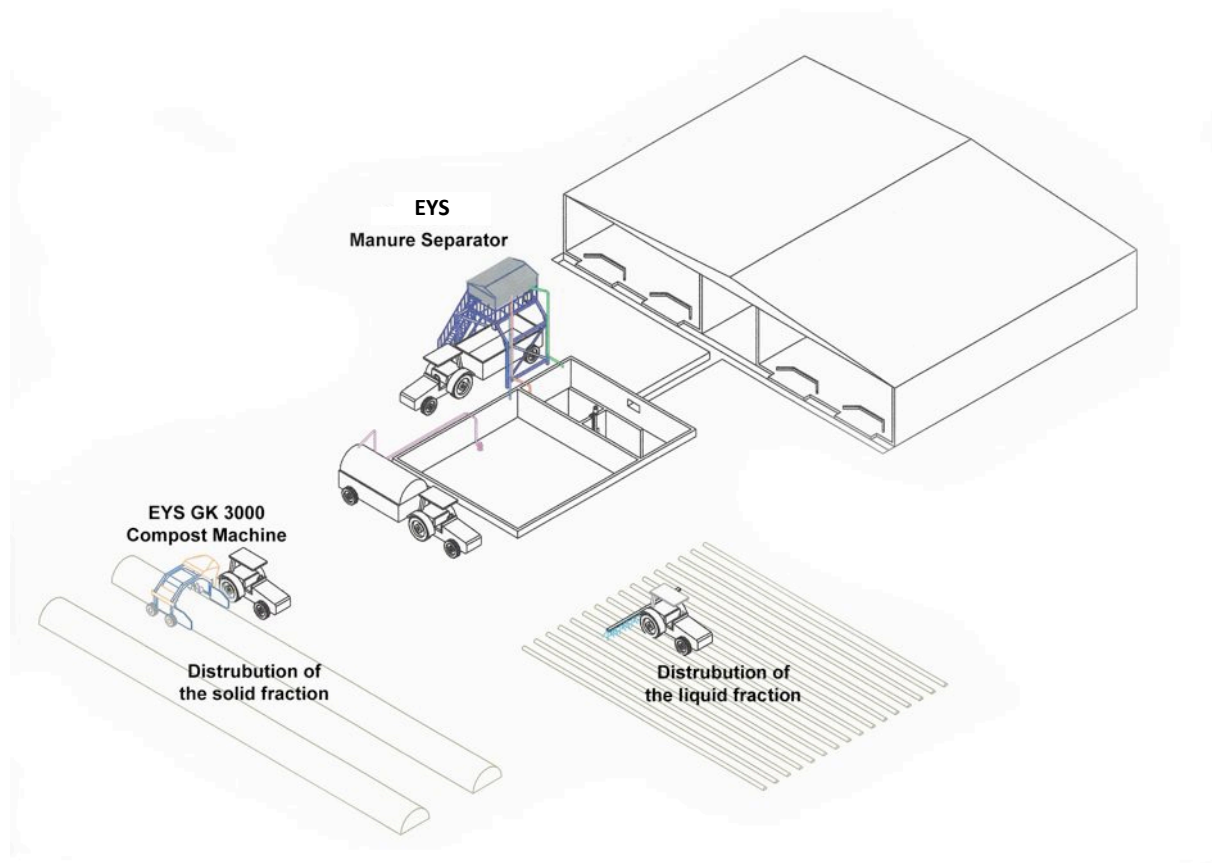 EYS
Manure Separator
EYS GK 3000
Compost Machine
Distrubution of
the solid fraction
Distrubution of
the liquid fraction